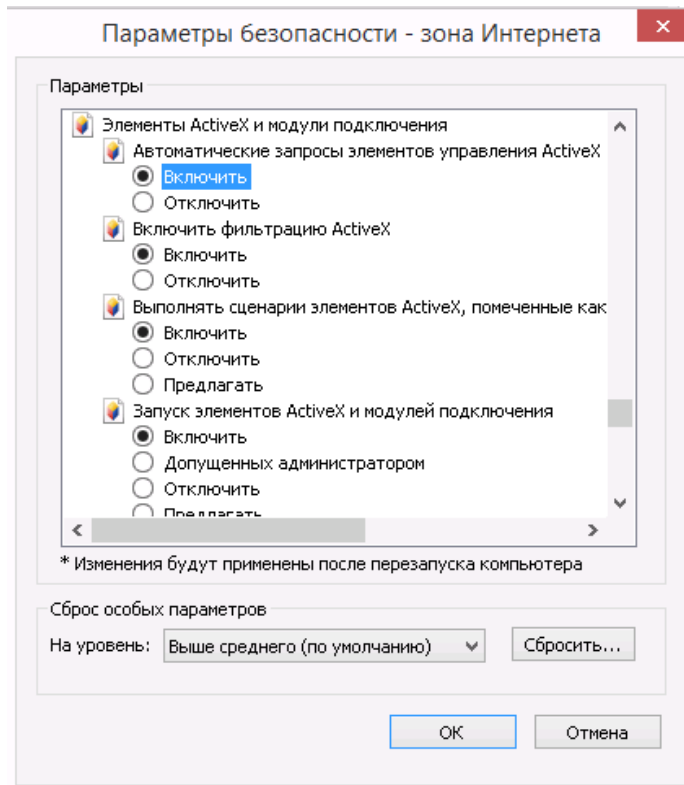 Параметры безопасности - зона Интернета
Параметры
Элементы ActiveX и модули подключения
Автоматические запросы элементов управления ActiveX
Включить
Отключить
Включить фильтрацию ActiveX
Включить
Отключить
Выполнять сценарии элементов ActiveX, помеченные как
Включить
Отключить
Предлагать
Запуск элементов ActiveX и модулей подключения
Включить
Допущенных администратором
Отключить
Предлагать
* Изменения будут применены после перезапуска компьютера
Сброс особых параметров
На уровень: Выше среднего (по умолчанию) Сбросить...
OK Отмена